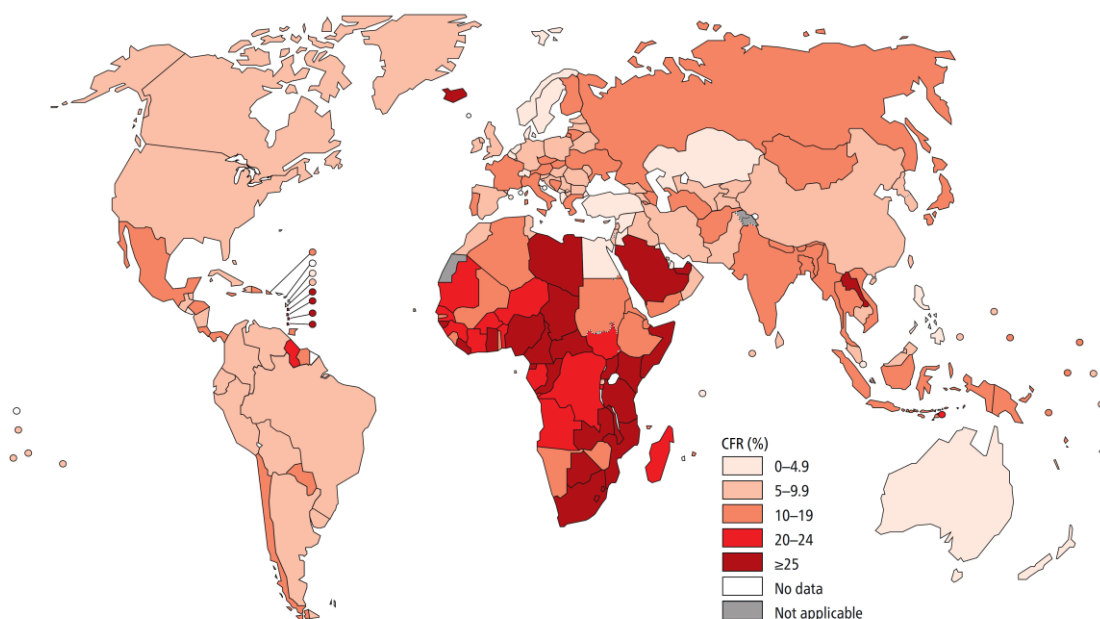 CFR (%)
0–4.9
5–9.9
10–19
20–24
≥25
No data
Not applicable